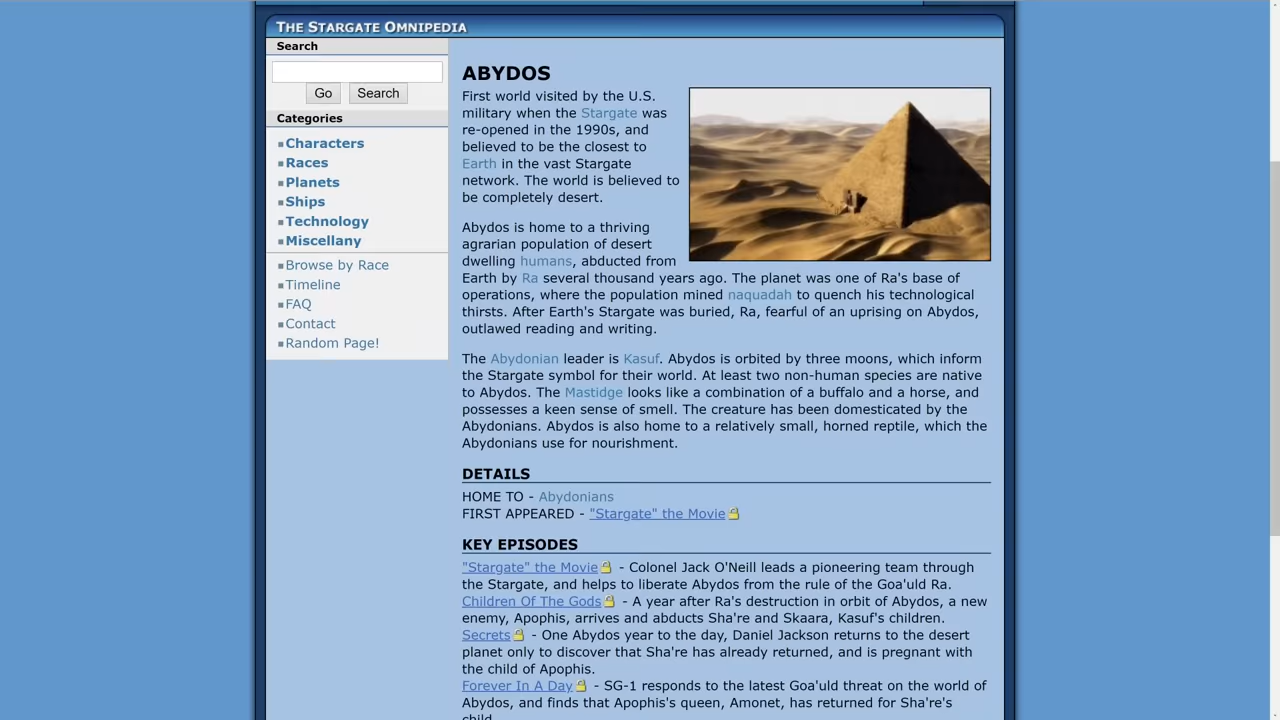 THE STARGATE OMNIPEDIA
Search
Go
Search
Categories
Characters
Races
Planets
Ships
Technology
Miscellany
Browse by Race
Timeline
FAQ
Contact
Random Page!
ABYDOS
First world visited by the U.S.
military when the Stargate was
re-opened in the 1990s, and
believed to be the closest to
Earth in the vast Stargate
network. The world is believed to
be completely desert.
Abydos is home to a thriving
agrarian population of desert
dwelling humans, abducted from
Earth by Ra several thousand years ago. The planet was one of Ra's base of
operations, where the population mined naquadah to quench his technological
thirsts. After Earth's Stargate was buried, Ra, fearful of an uprising on Abydos,
outlawed reading and writing.
The Abydonian leader is Kasuf. Abydos is orbited by three moons, which inform
the Stargate symbol for their world. At least two non-human species are native
to Abydos. The Mastidge looks like a combination of a buffalo and a horse, and
possesses a keen sense of smell. The creature has been domesticated by the
Abydonians. Abydos is also home to a relatively small, horned reptile, which the
Abydonians use for nourishment.
DETAILS
HOME TO - Abydonians
FIRST APPEARED - "Stargate" the Movie
KEY EPISODES
"Stargate" the Movie - Colonel Jack O'Neill leads a pioneering team through
the Stargate, and helps to liberate Abydos from the rule of the Goa'uld Ra.
Children Of The Gods - A year after Ra's destruction in orbit of Abydos, a new
enemy, Apophis, arrives and abducts Sha're and Skaara, Kasuf's children.
Secrets - One Abydos year to the day, Daniel Jackson returns to the desert
planet only to discover that Sha're has already returned, and is pregnant with
the child of Apophis.
Forever In A Day - SG-1 responds to the latest Goa'uld threat on the world of
Abydos, and finds that Apophis's queen, Amonet, has returned for Sha're's
child.